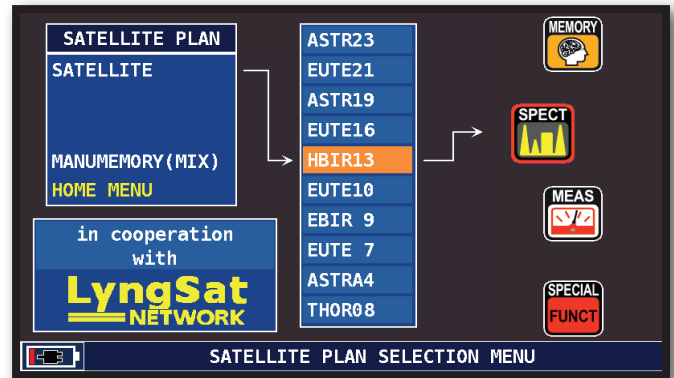 SATELLITE PLAN
SATELLITE
MANUMEMORY(MIX)
HOME MENU
in cooperation
with
LyngSat
NETWORK
ASTR23
EUTE21
ASTR19
EUTE16
HBIR13
EUTE10
EBIR 9
EUTE 7
ASTRA4
THOR08
MEMORY
SPECT
MEAS
SPECIAL
FUNCT
SATELLITE PLAN SELECTION MENU